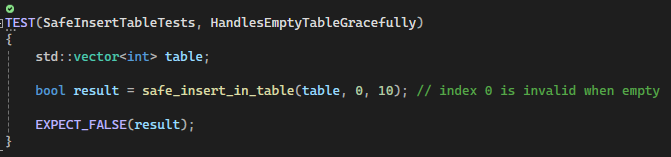 TEST(SafeInsertTableTests, HandlesEmptyTableGracefully)
{
std::vector<int> table;
bool result = safe_insert_in_table(table, 0, 10); // index 0 is invalid when empty
EXPECT_FALSE(result);
}